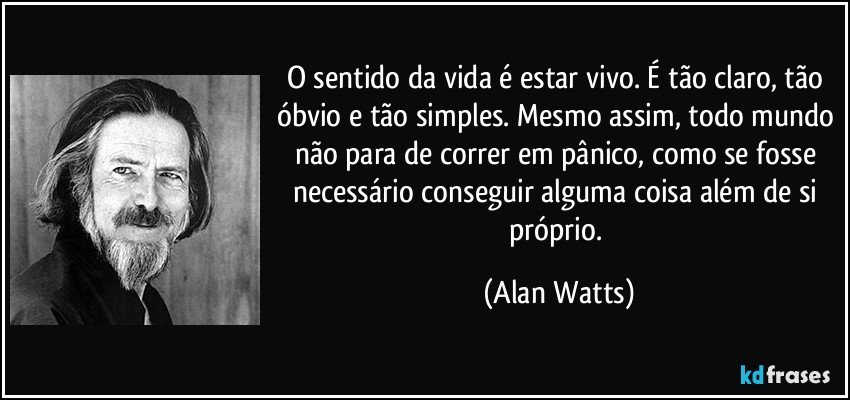 O sentido da vida é estar vivo. É tão claro, tão
óbvio e tão simples. Mesmo assim, todo mundo
não para de correr em pânico, como se fosse
necessário conseguir alguma coisa além de si
próprio.
(Alan Watts)
kdfrases